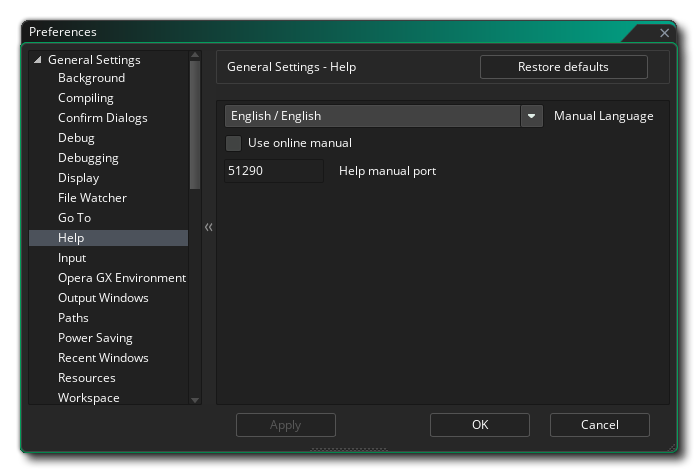 Preferences
General Settings
Background
Compiling
Confirm Dialogs
Debug
Debugging
Display
File Watcher
Go To
Help
Input
Opera GX Environment
Output Windows
Paths
Power Saving
Recent Windows
Resources
Workspace
General Settings - Help
Restore defaults
English / English
Manual Language
Use online manual
51290
Help manual port
Apply
OK
Cancel